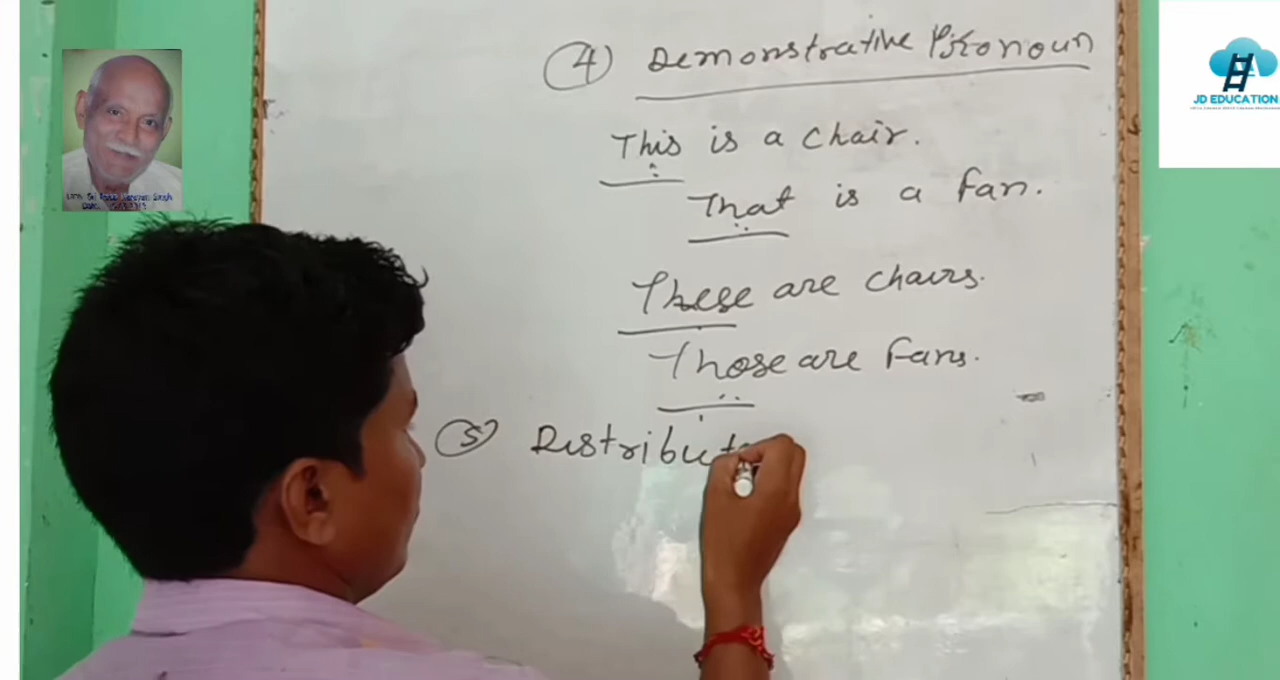 ④ Demonstrative Pronoun
This is a chair.
That is a fan.
These are chairs.
Those are Fans.
⑤ Distribut
JD EDUCATION